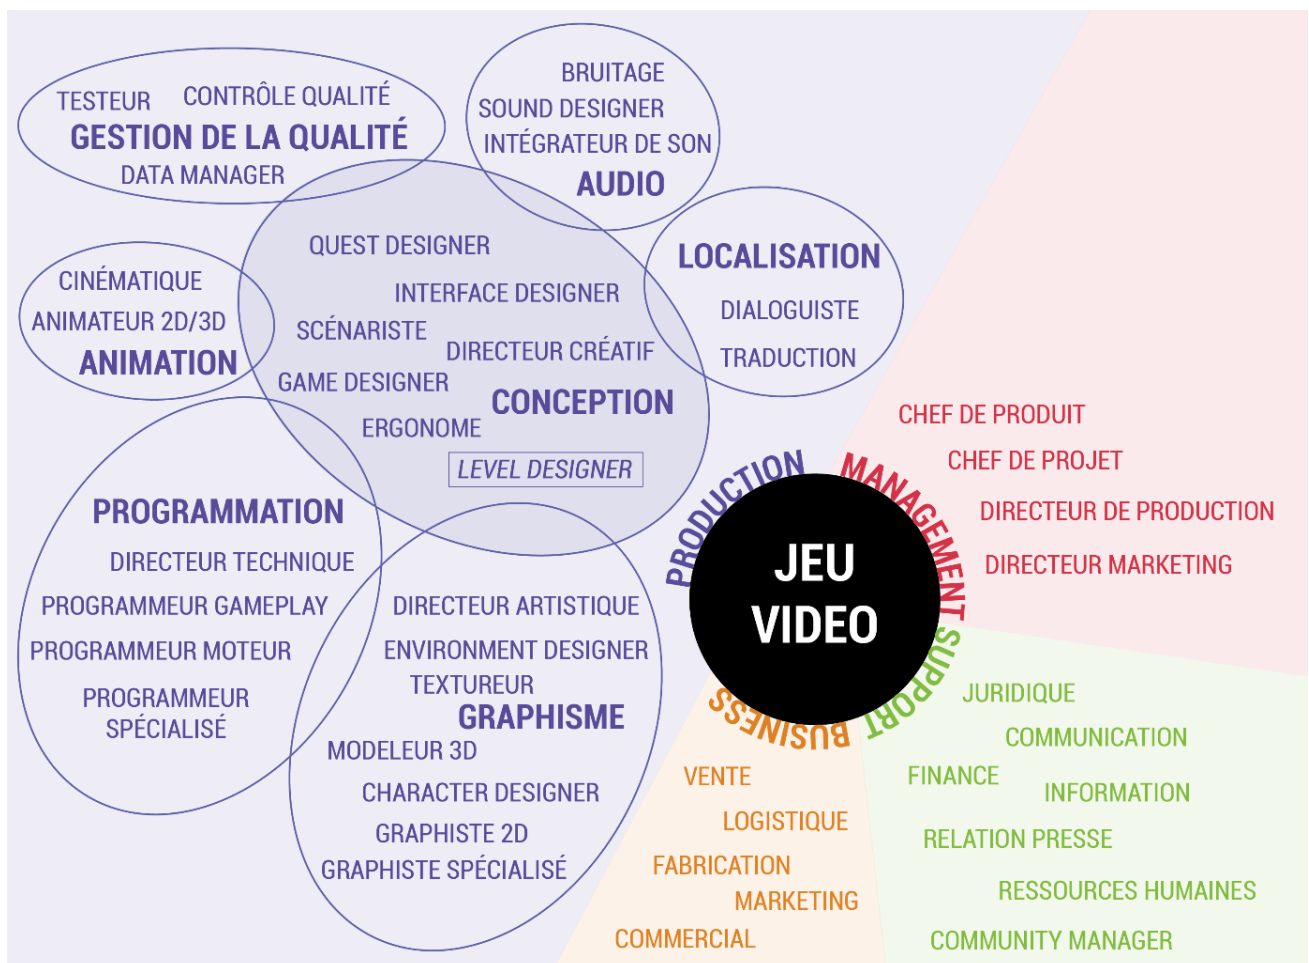 TESTEUR
CONTRÔLE QUALITÉ
GESTION DE LA QUALITÉ
DATA MANAGER
BRUITAGE
SOUND DESIGNER
INTÉGRATEUR DE SON
AUDIO
LOCALISATION
DIALOGUISTE
TRADUCTION
CINÉMATIQUE
ANIMATEUR 2D/3D
ANIMATION
QUEST DESIGNER
INTERFACE DESIGNER
SCÉNARISTE
DIRECTEUR CRÉATIF
GAME DESIGNER
CONCEPTION
ERGONOME
LEVEL DESIGNER
PROGRAMMATION
DIRECTEUR TECHNIQUE
PROGRAMMEUR GAMEPLAY
PROGRAMMEUR MOTEUR
PROGRAMMEUR
SPÉCIALISÉ
DIRECTEUR ARTISTIQUE
ENVIRONMENT DESIGNER
TEXTUREUR
GRAPHISME
MODELEUR 3D
CHARACTER DESIGNER
GRAPHISTE 2D
GRAPHISTE SPÉCIALISÉ
JEU
VIDEO
PRODUCTION
MANAGEMENT
SUPPORT
BUSINESS
CHEF DE PRODUIT
CHEF DE PROJET
DIRECTEUR DE PRODUCTION
DIRECTEUR MARKETING
JURIDIQUE
COMMUNICATION
FINANCE
INFORMATION
RELATION PRESSE
RESSOURCES HUMAINES
COMMUNITY MANAGER
VENTE
LOGISTIQUE
FABRICATION
MARKETING
COMMERCIAL